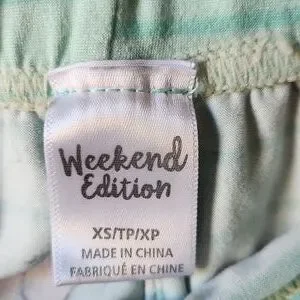 Weekend
Edition
XS/TP/XP
MADE IN CHINA
FABRIQUÉ EN CHINE